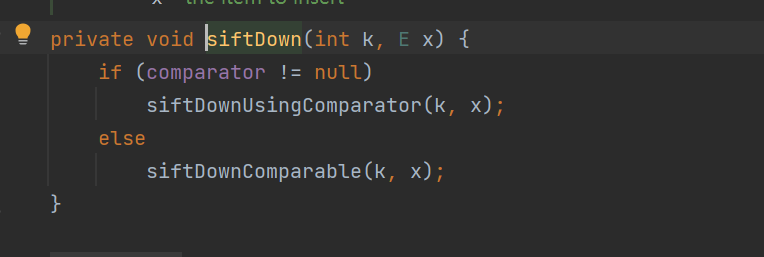 x – the item to insert
private void siftDown(int k, E x) {
if (comparator != null)
siftDownUsingComparator(k, x);
else
siftDownComparable(k, x);
}